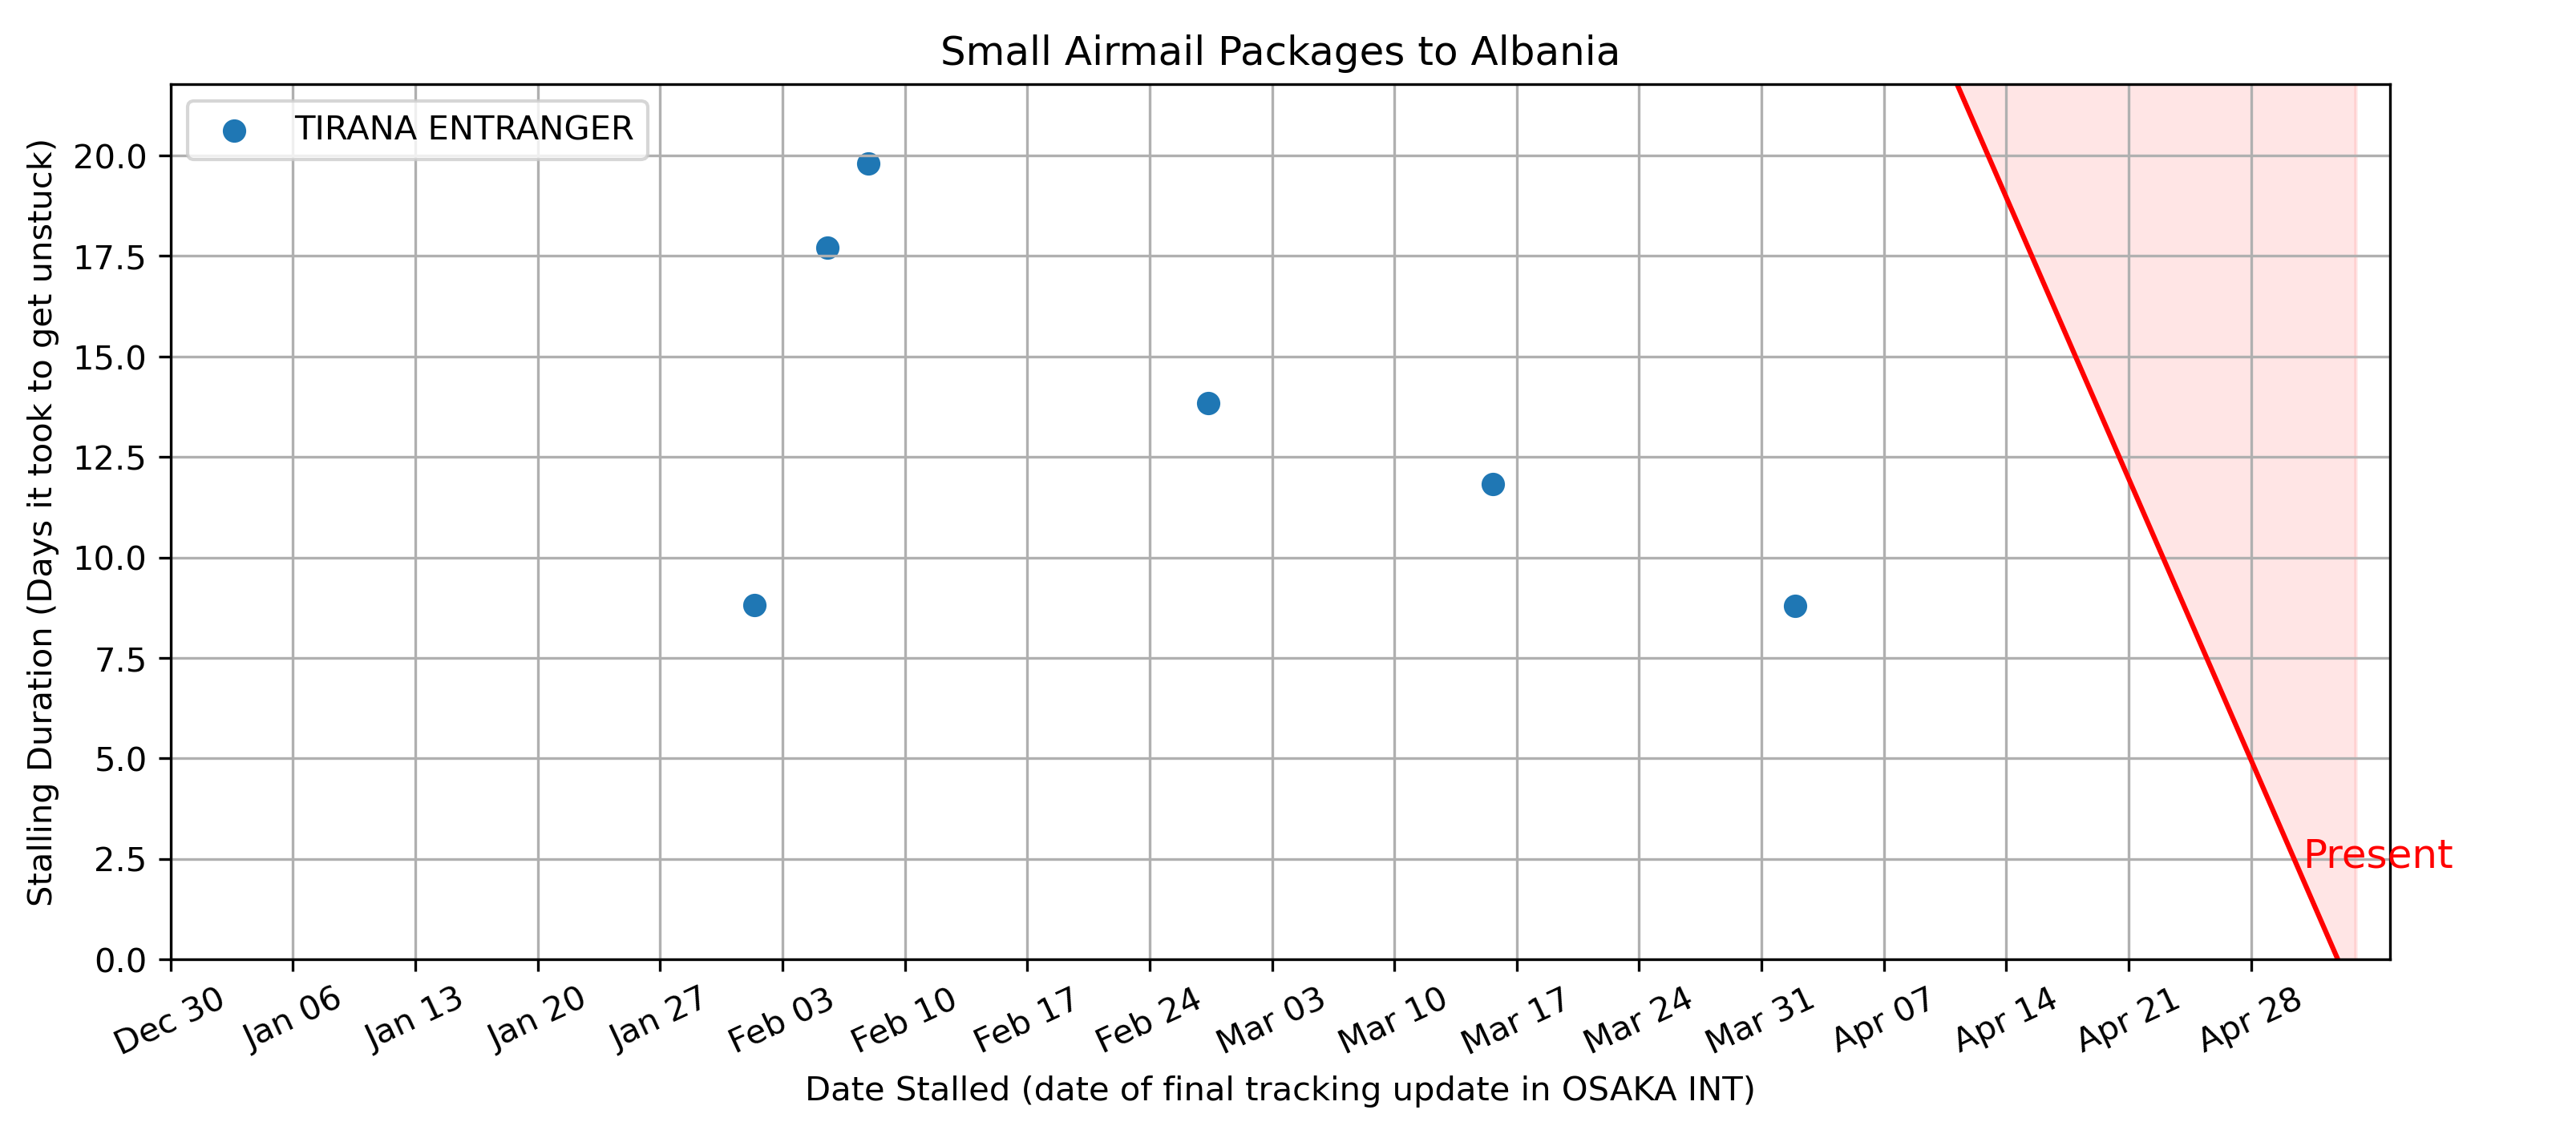 Small Airmail Packages to Albania
TIRANA ENTRANGER
Stalling Duration (Days it took to get unstuck)
20.0
17.5
15.0
12.5
10.0
7.5
5.0
2.5
0.0
Present
Dec 30
Jan 06
Jan 13
Jan 20
Jan 27
Feb 03
Feb 10
Feb 17
Feb 24
Mar 03
Mar 10
Mar 17
Mar 24
Mar 31
Apr 07
Apr 14
Apr 21
Apr 28
Date Stalled (date of final tracking update in OSAKA INT)